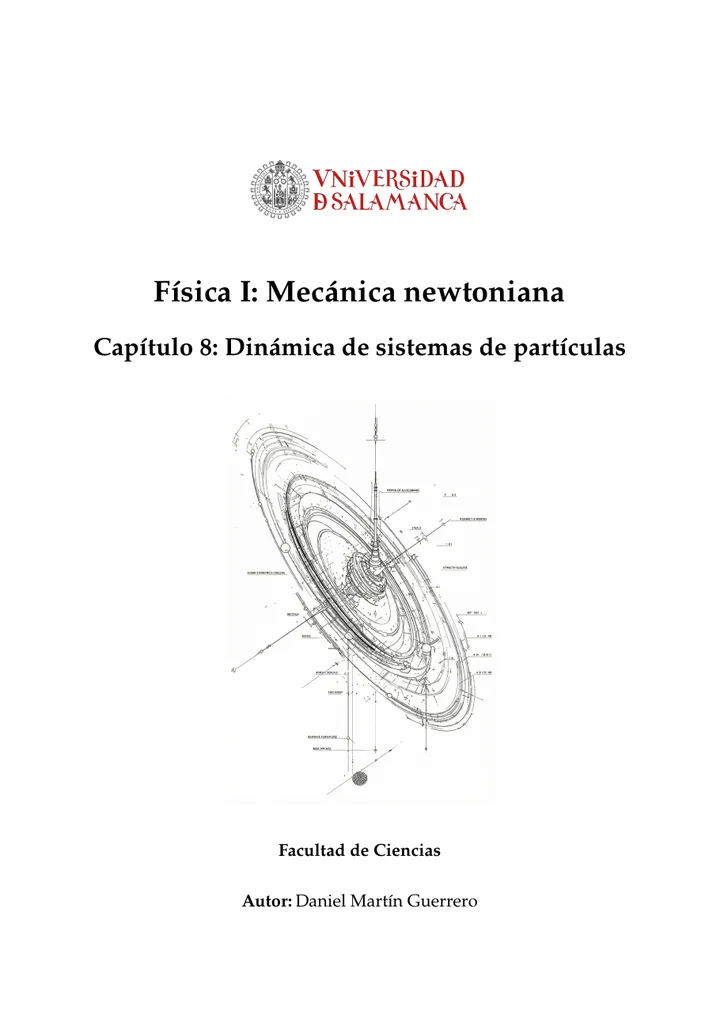 VNiVERSiDAD
Ð SALAMANCA
Física I: Mecánica newtoniana
Capítulo 8: Dinámica de sistemas de partículas
Facultad de Ciencias
Autor: Daniel Martín Guerrero